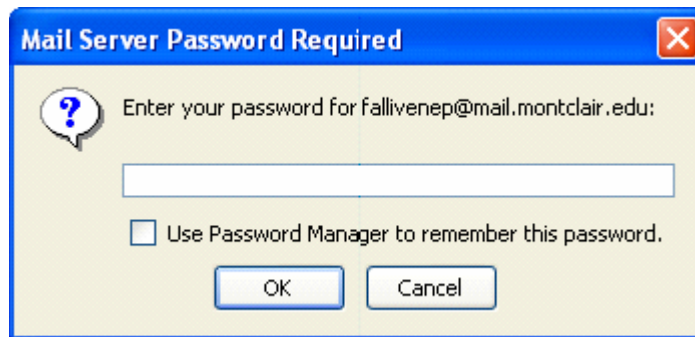 Mail Server Password Required
Enter your password for fallivenep@mail.montclair.edu:
Use Password Manager to remember this password.
OK
Cancel